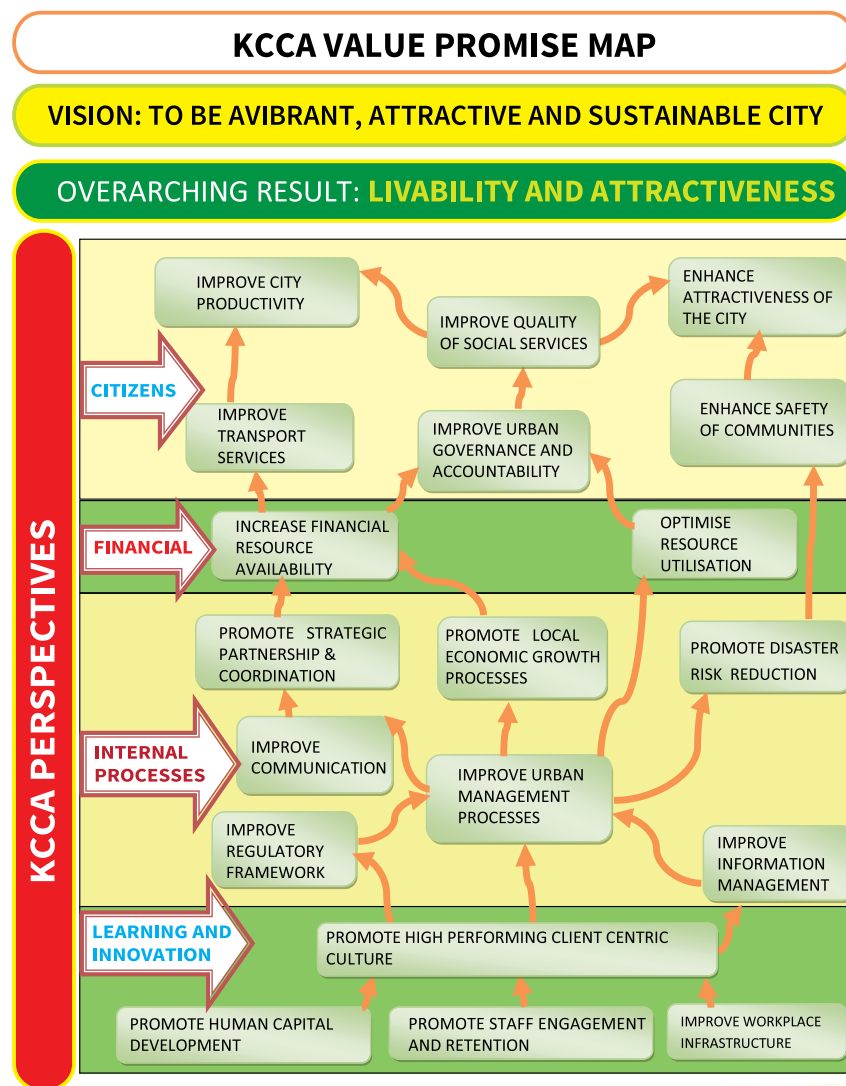 KCCA VALUE PROMISE MAP
VISION: TO BE AVIBRANT, ATTRACTIVE AND SUSTAINABLE CITY
OVERARCHING RESULT: LIVABILITY AND ATTRACTIVENESS
KCCA PERSPECTIVES
CITIZENS
IMPROVE CITY
PRODUCTIVITY
IMPROVE QUALITY
OF SOCIAL SERVICES
ENHANCE
ATTRACTIVENESS OF
THE CITY
IMPROVE
TRANSPORT
SERVICES
IMPROVE URBAN
GOVERNANCE AND
ACCOUNTABILITY
ENHANCE SAFETY
OF COMMUNITIES
FINANCIAL
INCREASE FINANCIAL
RESOURCE
AVAILABILITY
OPTIMISE
RESOURCE
UTILISATION
INTERNAL
PROCESSES
PROMOTE STRATEGIC
PARTNERSHIP &
COORDINATION
PROMOTE LOCAL
ECONOMIC GROWTH
PROCESSES
PROMOTE DISASTER
RISK REDUCTION
IMPROVE
COMMUNICATION
IMPROVE URBAN
MANAGEMENT
PROCESSES
IMPROVE
REGULATORY
FRAMEWORK
IMPROVE
INFORMATION
MANAGEMENT
LEARNING AND
INNOVATION
PROMOTE HIGH PERFORMING CLIENT CENTRIC
CULTURE
PROMOTE HUMAN CAPITAL
DEVELOPMENT
PROMOTE STAFF ENGAGEMENT
AND RETENTION
IMPROVE WORKPLACE
INFRASTRUCTURE